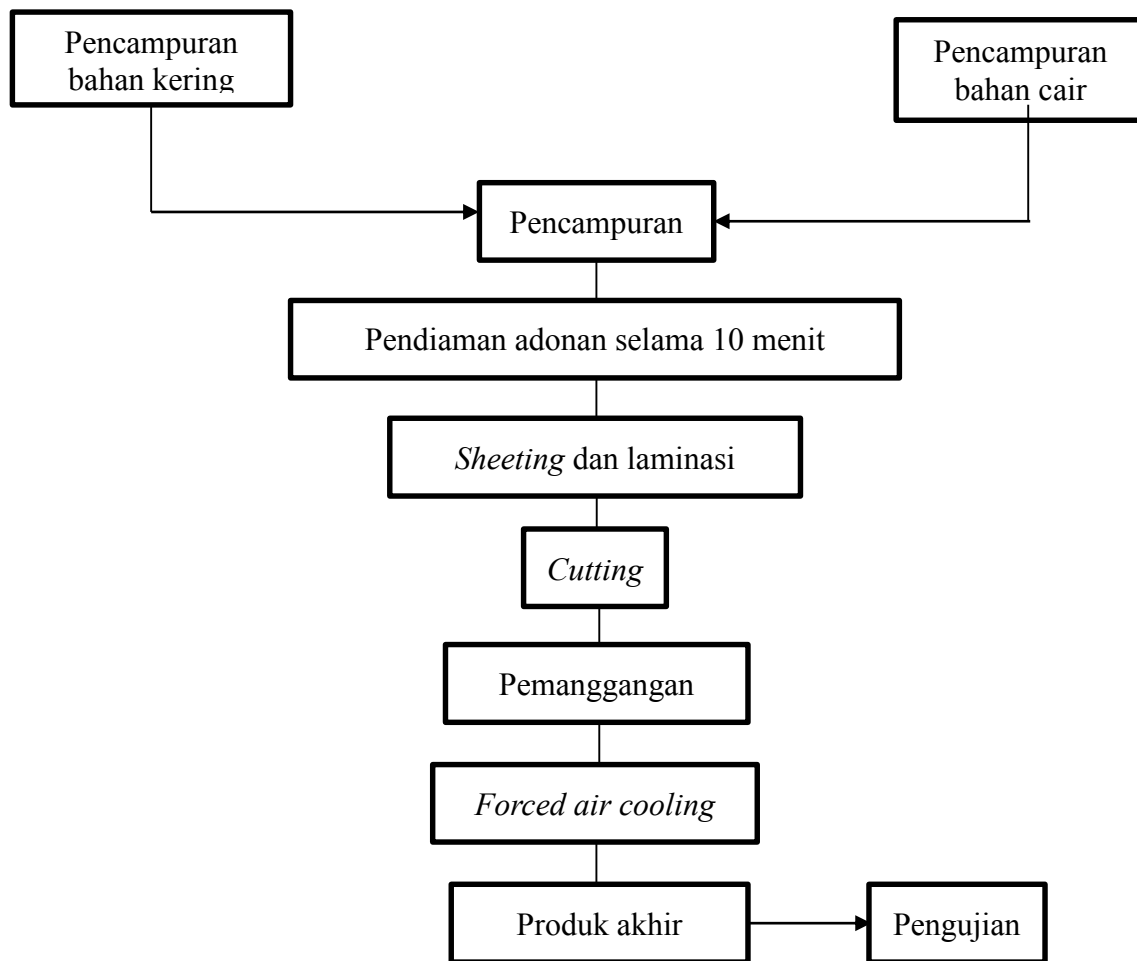 Pencampuran
bahan kering
Pencampuran
bahan cair
Pencampuran
Pendiaman adonan selama 10 menit
Sheeting dan laminasi
Cutting
Pemanggangan
Forced air cooling
Produk akhir
Pengujian